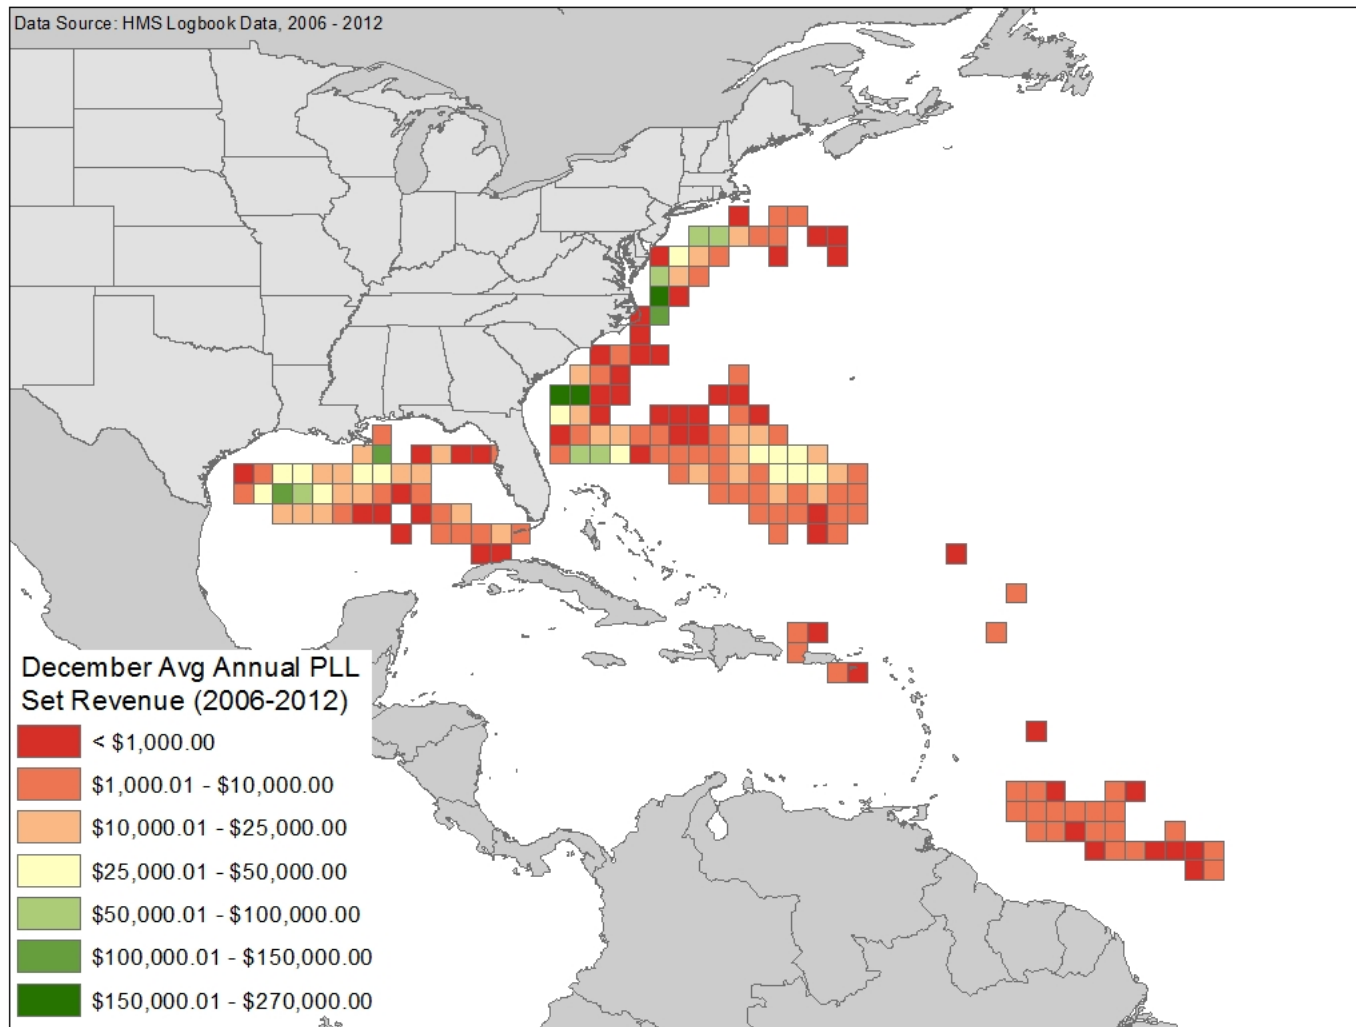 Data Source: HMS Logbook Data, 2006 - 2012
December Avg Annual PLL
Set Revenue (2006-2012)
< $1,000.00
$1,000.01 - $10,000.00
$10,000.01 - $25,000.00
$25,000.01 - $50,000.00
$50,000.01 - $100,000.00
$100,000.01 - $150,000.00
$150,000.01 - $270,000.00